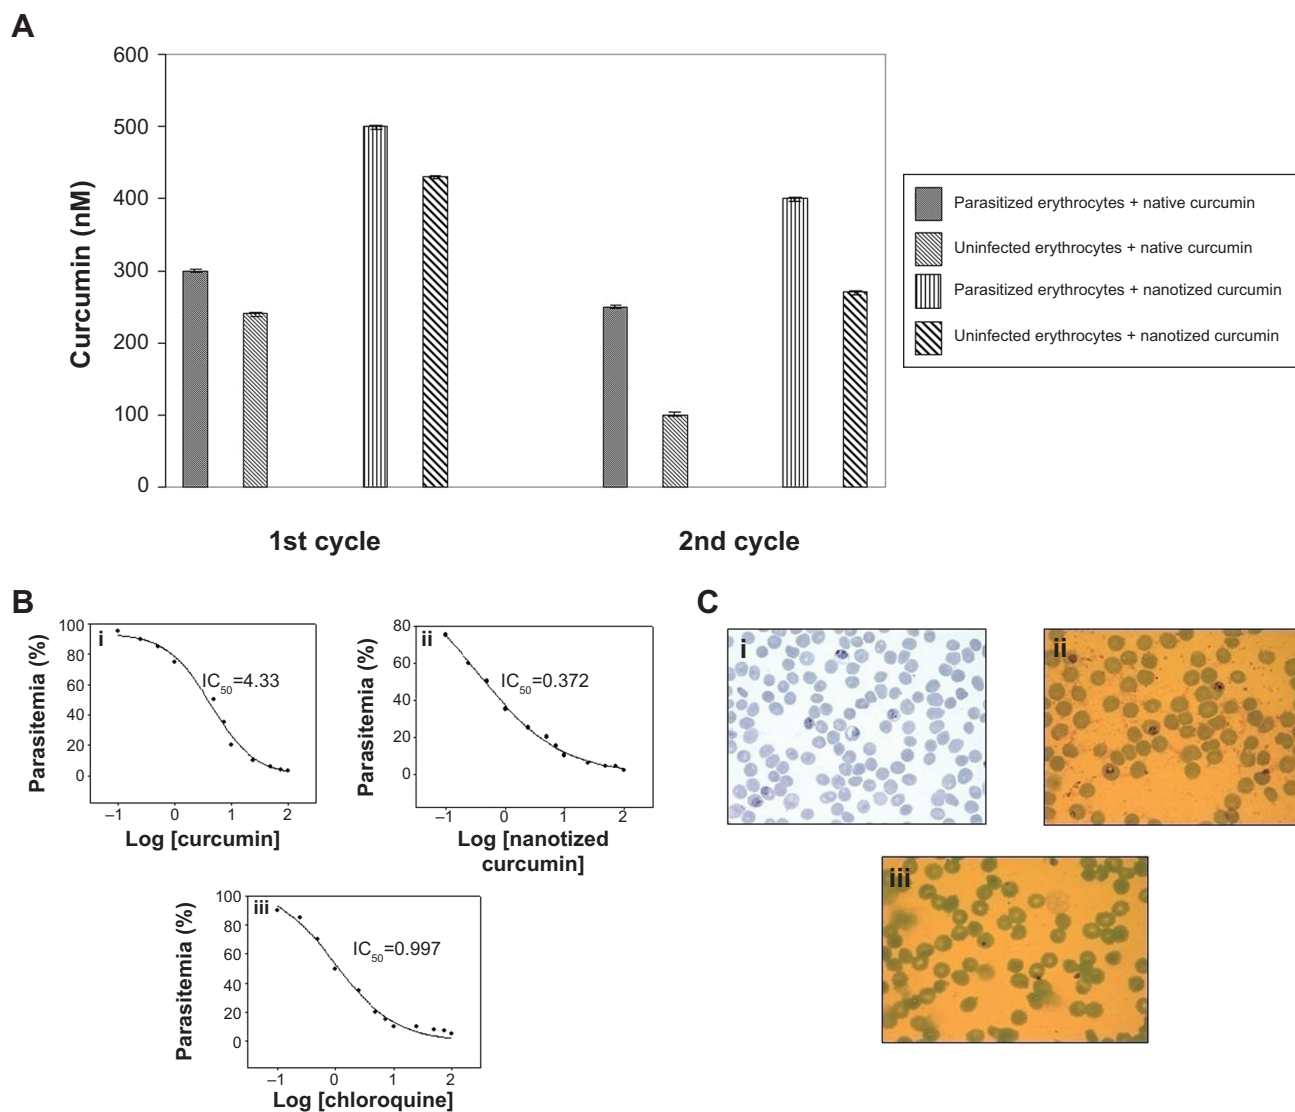 A
600
500
400
300
200
100
0
Curcumin (nM)
1st cycle
2nd cycle
Parasitized erythrocytes + native curcumin
Uninfected erythrocytes + native curcumin
Parasitized erythrocytes + nanotized curcumin
Uninfected erythrocytes + nanotized curcumin
B
i
100
80
60
40
20
0
Parasitemia (%)
IC50=4.33
–1 0 1 2
Log [curcumin]
ii
80
60
40
20
0
Parasitemia (%)
IC50=0.372
–1 0 1 2
Log [nanotized
curcumin]
iii
100
80
60
40
20
0
Parasitemia (%)
IC50=0.997
–1 0 1 2
Log [chloroquine]
C
i
ii
iii